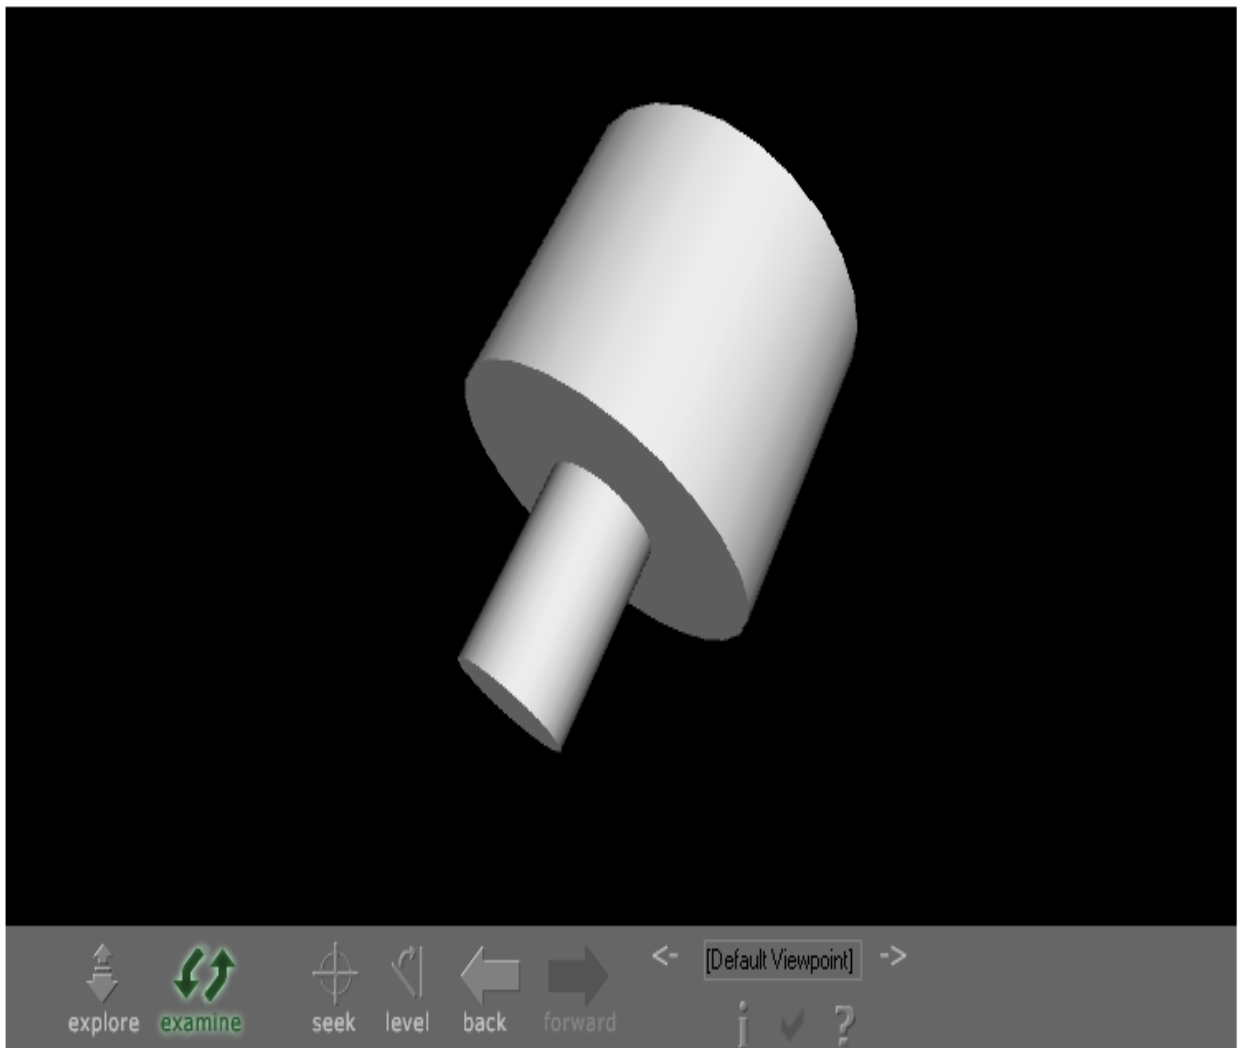 <- [Default Viewpoint] ->
explore examine seek level back forward
i ?